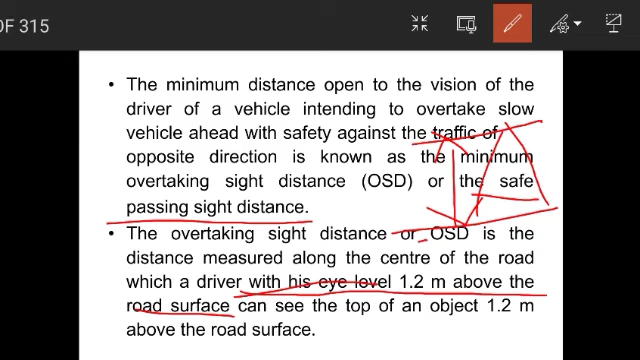 OF 315
• The minimum distance open to the vision of the
driver of a vehicle intending to overtake slow
vehicle ahead with safety against the traffic of
opposite direction is known as the minimum
overtaking sight distance (OSD) or the safe
passing sight distance.
• The overtaking sight distance or OSD is the
distance measured along the centre of the road
which a driver with his eye level 1.2 m above the
road surface can see the top of an object 1.2 m
above the road surface.